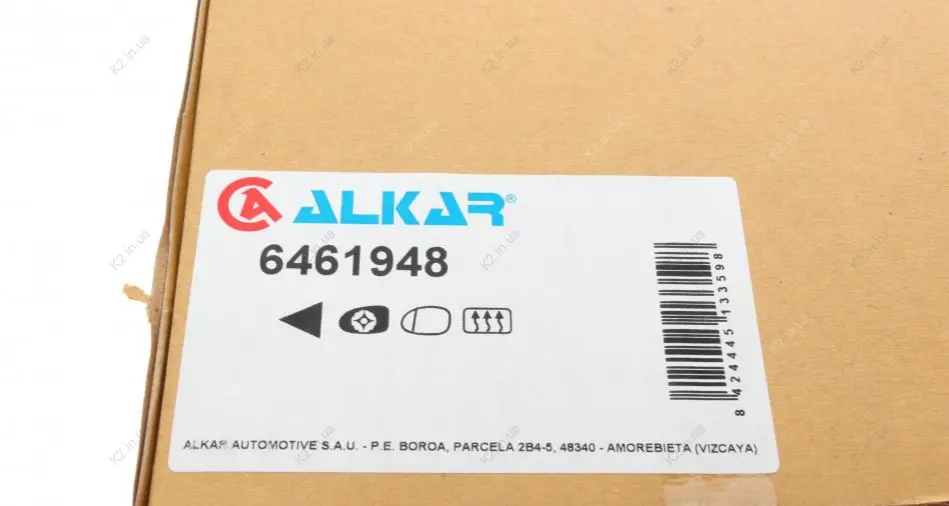 ALKAR®
6461948
8 424445 133598
ALKAR AUTOMOTIVE S.A.U. - P.E. BOROA, PARCELA 2B4-5, 48340 - AMOREBIETA (VIZCAYA)
K2.in.ua